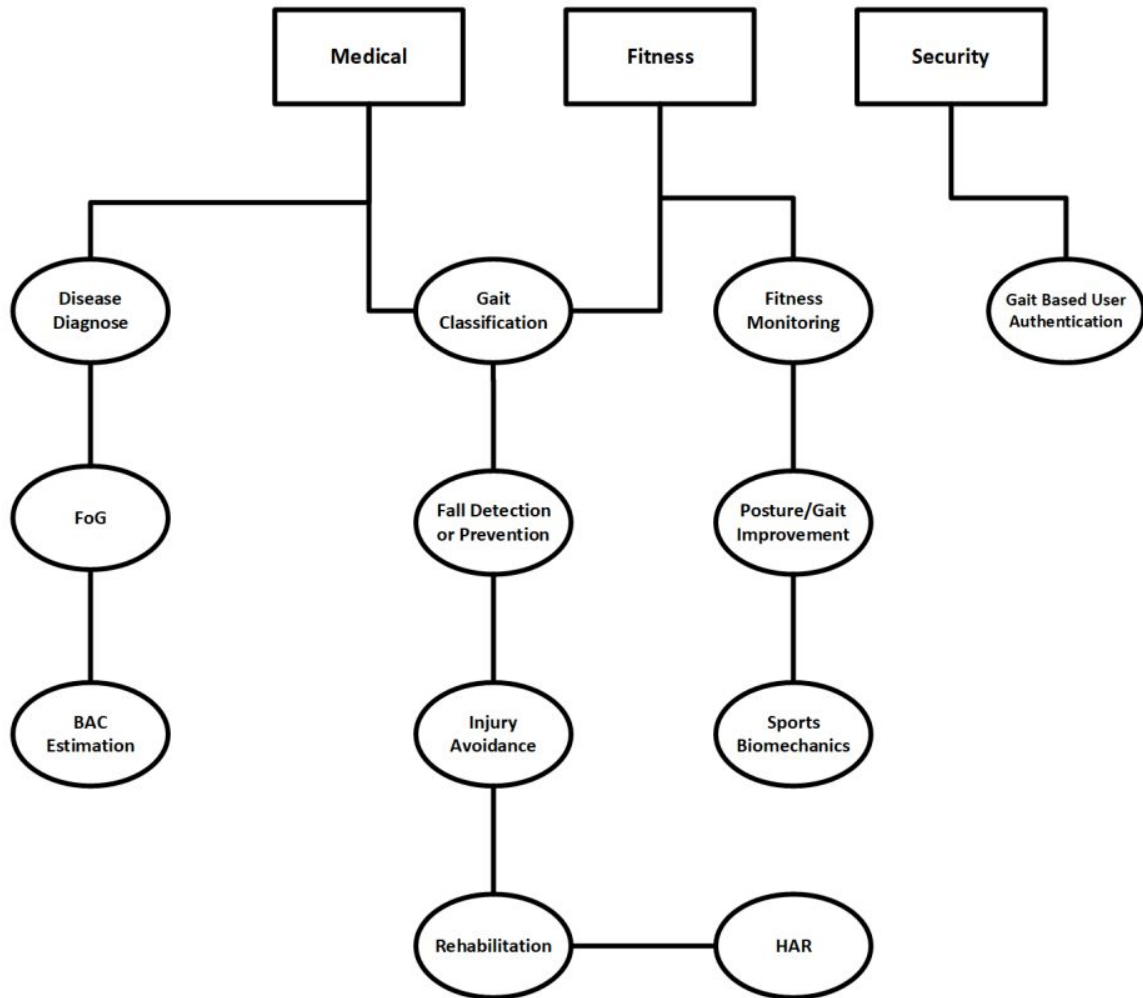 Medical
Fitness
Security
Disease
Diagnose
Gait
Classification
Fitness
Monitoring
Gait Based User
Authentication
FoG
Fall Detection
or Prevention
Posture/Gait
Improvement
BAC
Estimation
Injury
Avoidance
Sports
Biomechanics
Rehabilitation
HAR